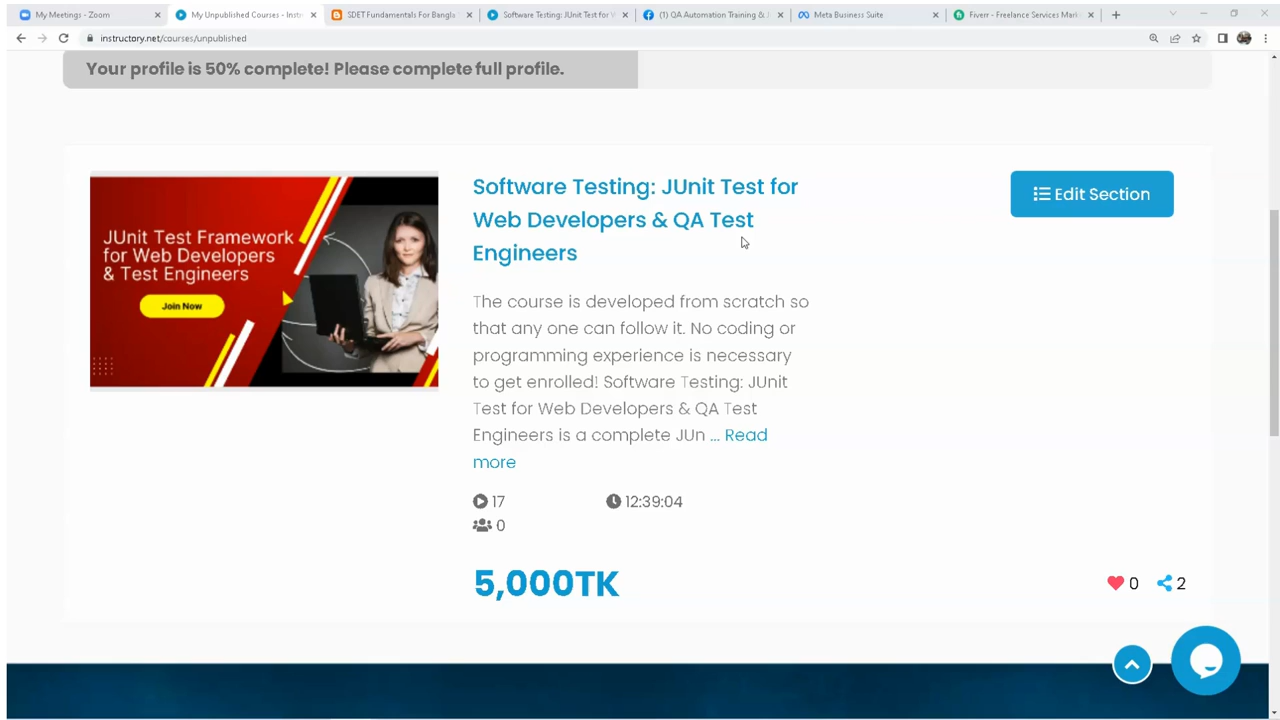 My Meetings - Zoom
My Unpublished Courses - Instr
SDET Fundamentals For Bangla
Software Testing: JUnit Test for W
(1) QA Automation Training & J
Meta Business Suite
Fiverr - Freelance Services Mark
instructory.net/courses/unpublished
Your profile is 50% complete! Please complete full profile.
JUnit Test Framework
for Web Developers
& Test Engineers
Join Now
Software Testing: JUnit Test for
Web Developers & QA Test
Engineers
Edit Section
The course is developed from scratch so
that any one can follow it. No coding or
programming experience is necessary
to get enrolled! Software Testing: JUnit
Test for Web Developers & QA Test
Engineers is a complete JUn ... Read
more
17
12:39:04
0
5,000TK
0
2